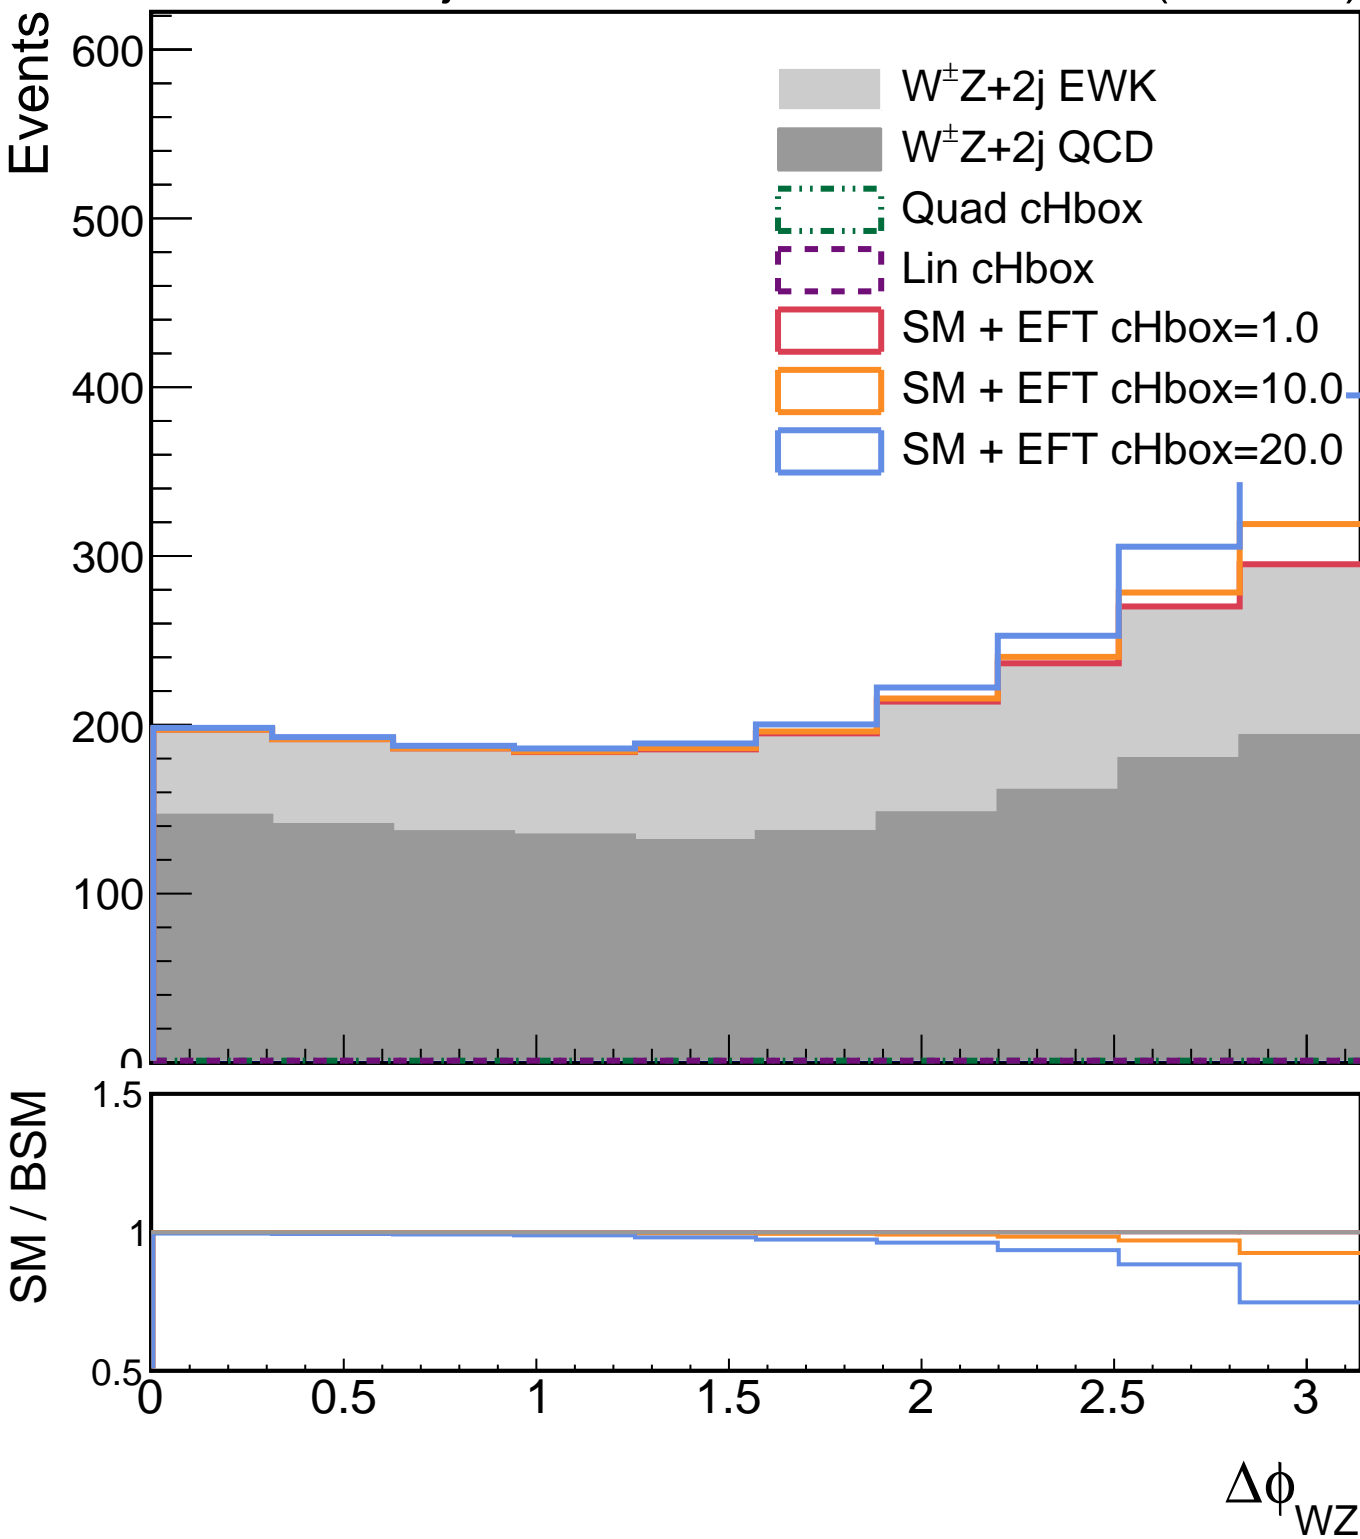 Events
600
500
400
300
200
100
0
W±Z+2j EWK
W±Z+2j QCD
Quad cHbox
Lin cHbox
SM + EFT cHbox=1.0
SM + EFT cHbox=10.0
SM + EFT cHbox=20.0
SM / BSM
1.5
1
0.5
0 0.5 1 1.5 2 2.5 3
Δϕ_WZ